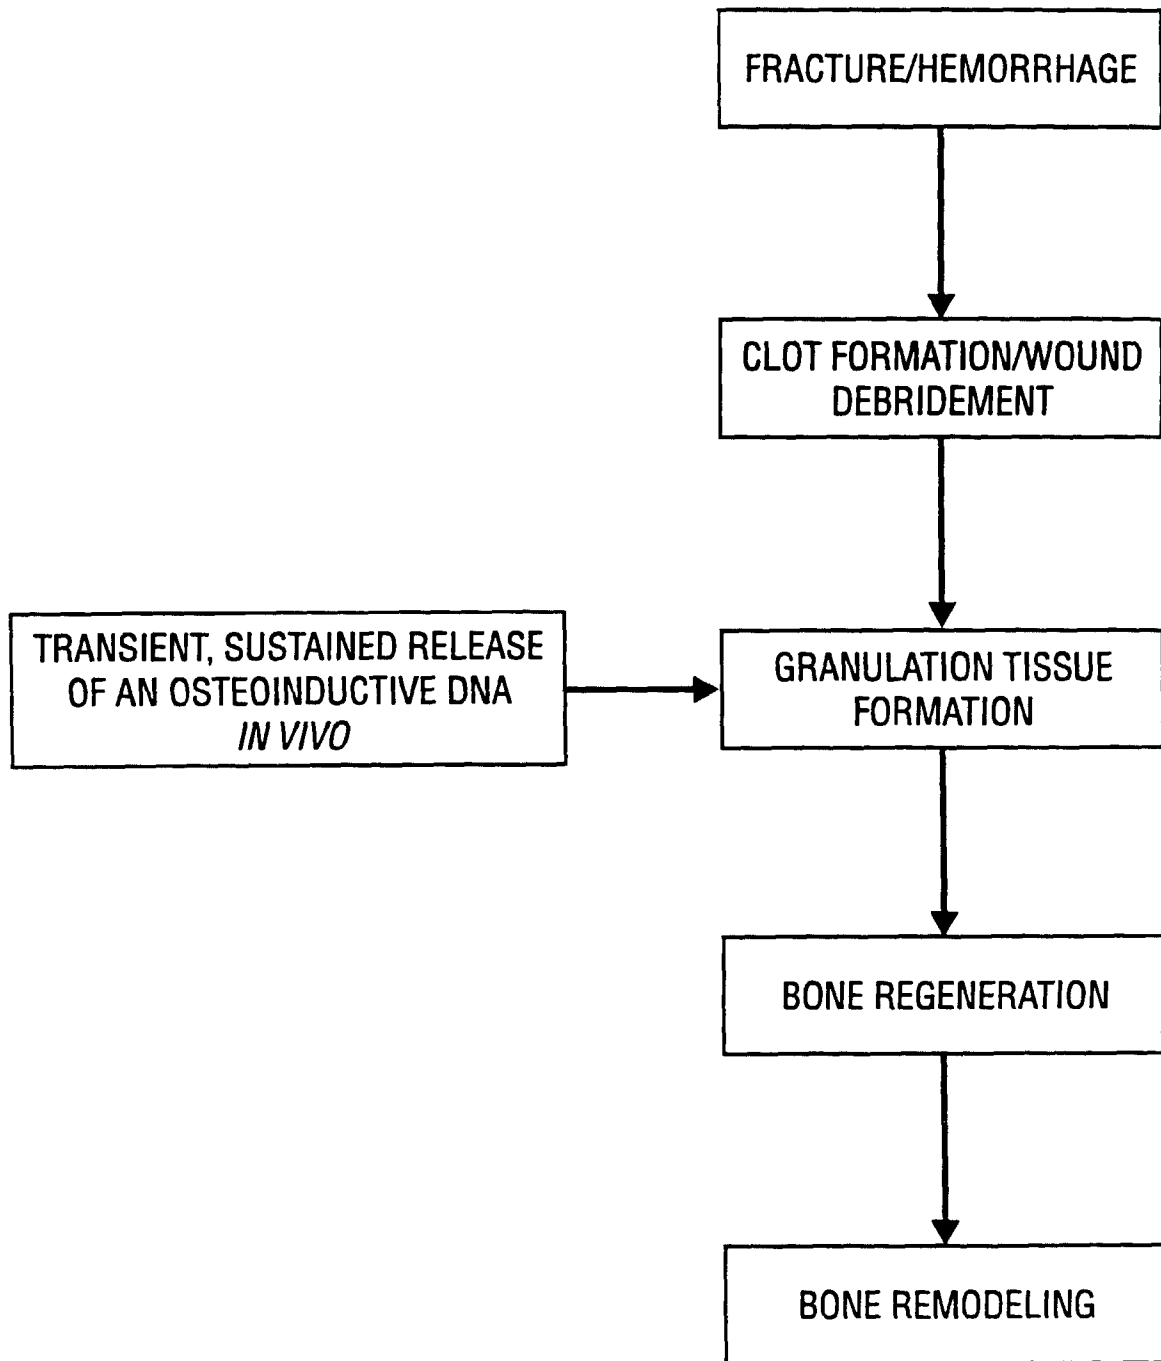 FRACTURE/HEMORRHAGE
CLOT FORMATION/WOUND
DEBRIDEMENT
TRANSIENT, SUSTAINED RELEASE
OF AN OSTEOINDUCTIVE DNA
IN VIVO
GRANULATION TISSUE
FORMATION
BONE REGENERATION
BONE REMODELING